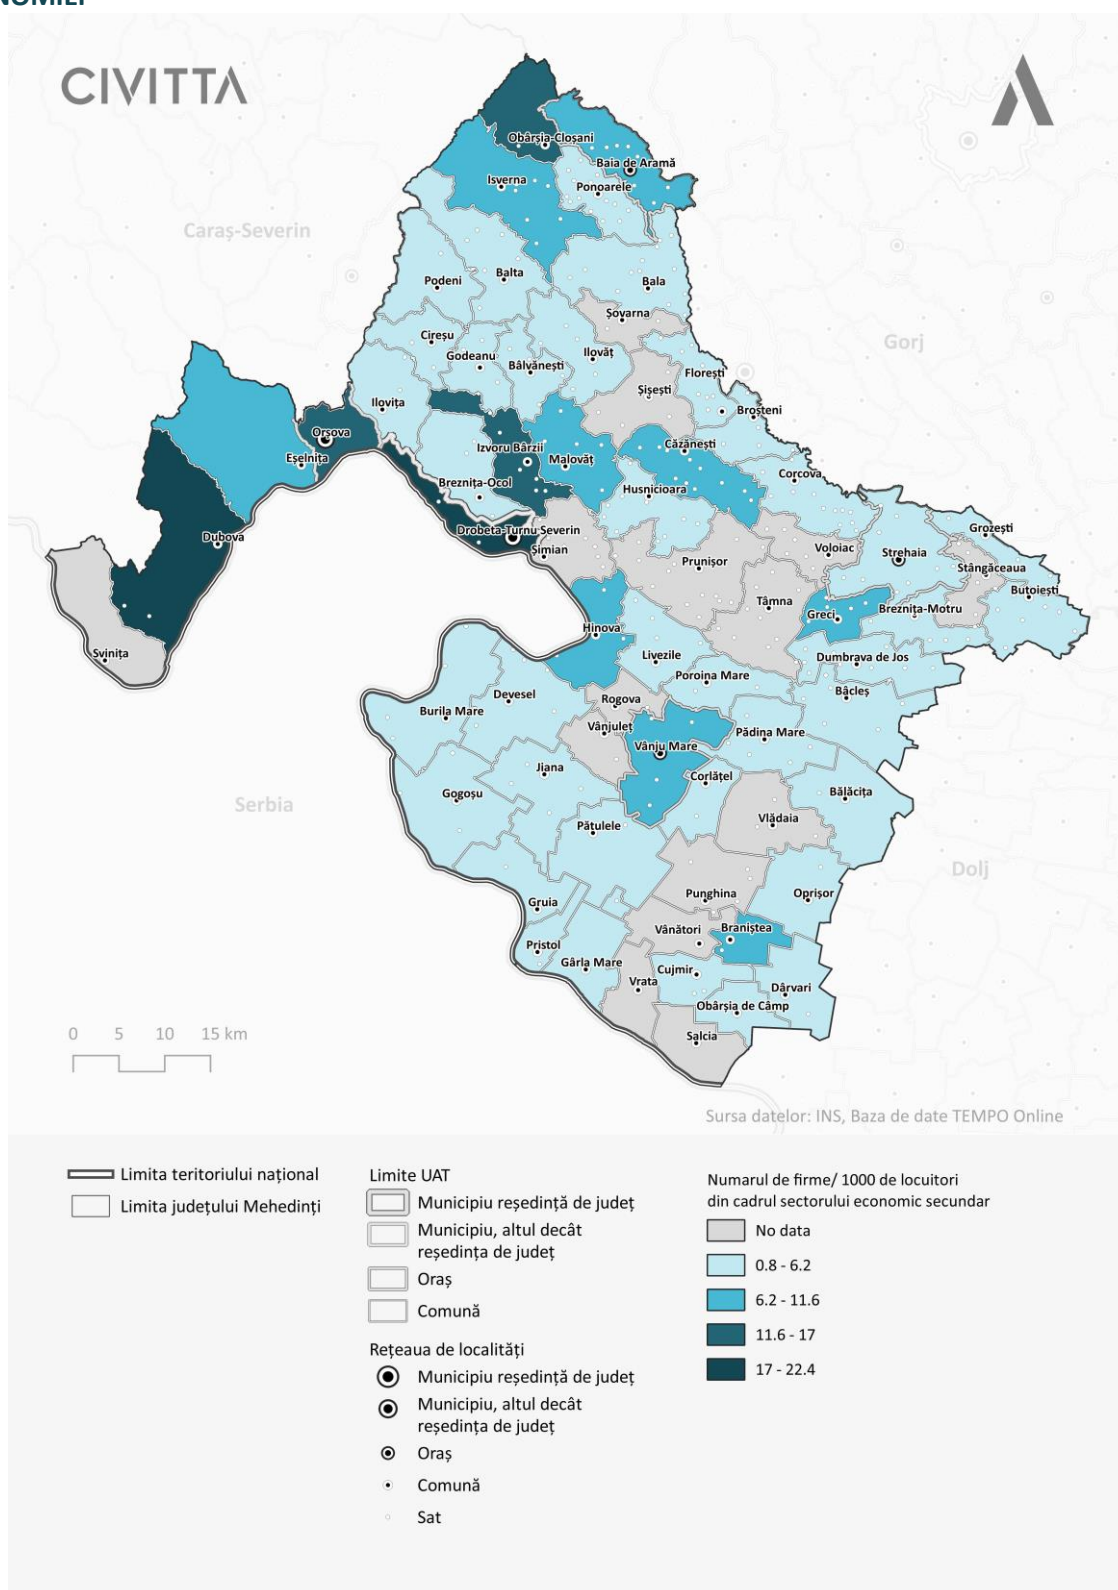 CIVITTA
Obârșia-Cloșani
Baia de Aramă
Isverna
Ponoarele
Caraș-Severin
Balta
Podeni
Bala
Șovarna
Gorj
Cireșu
Godeanu
Ilovăț
Bâlvănești
Florești
Șișești
Ilovița
Broșteni
Orșova
Căzănești
Izvoru Bârzii
Malovăț
Eșelnița
Corcova
Breznița-Ocol
Husnicioara
Grozești
Drobeta-Turnu Severin
Dubova
Șimian
Voloiac
Strehaia
Prunișor
Stângăceaua
Butoiești
Tâmna
Breznița-Motru
Greci
Hinova
Svinița
Livezile
Dumbrava de Jos
Poroina Mare
Devesel
Rogova
Bâcleș
Burila Mare
Vânjuleț
Pădina Mare
Vânju Mare
Jiana
Corlățel
Gogoșu
Bălăcița
Serbia
Vlădaia
Pătulele
Dolj
Punghina
Oprișor
Gruia
Vânători
Braniștea
Pristol
Gârla Mare
Cujmir
Vrata
Dârvari
Obârșia de Câmp
Salcia
0 5 10 15 km
Sursa datelor: INS, Baza de date TEMPO Online
Limita teritoriului național
Limita județului Mehedinți
Limite UAT
Municipiu reședință de județ
Municipiu, altul decât
reședința de județ
Oraș
Comună
Rețeaua de localități
Municipiu reședință de județ
Municipiu, altul decât
reședința de județ
Oraș
Comună
Sat
Numarul de firme/ 1000 de locuitori
din cadrul sectorului economic secundar
No data
0.8 - 6.2
6.2 - 11.6
11.6 - 17
17 - 22.4